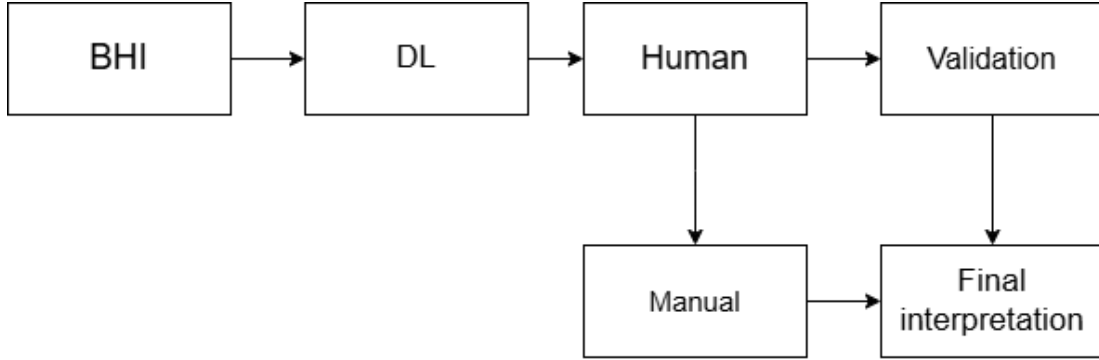 BHI
DL
Human
Validation
Manual
Final
interpretation